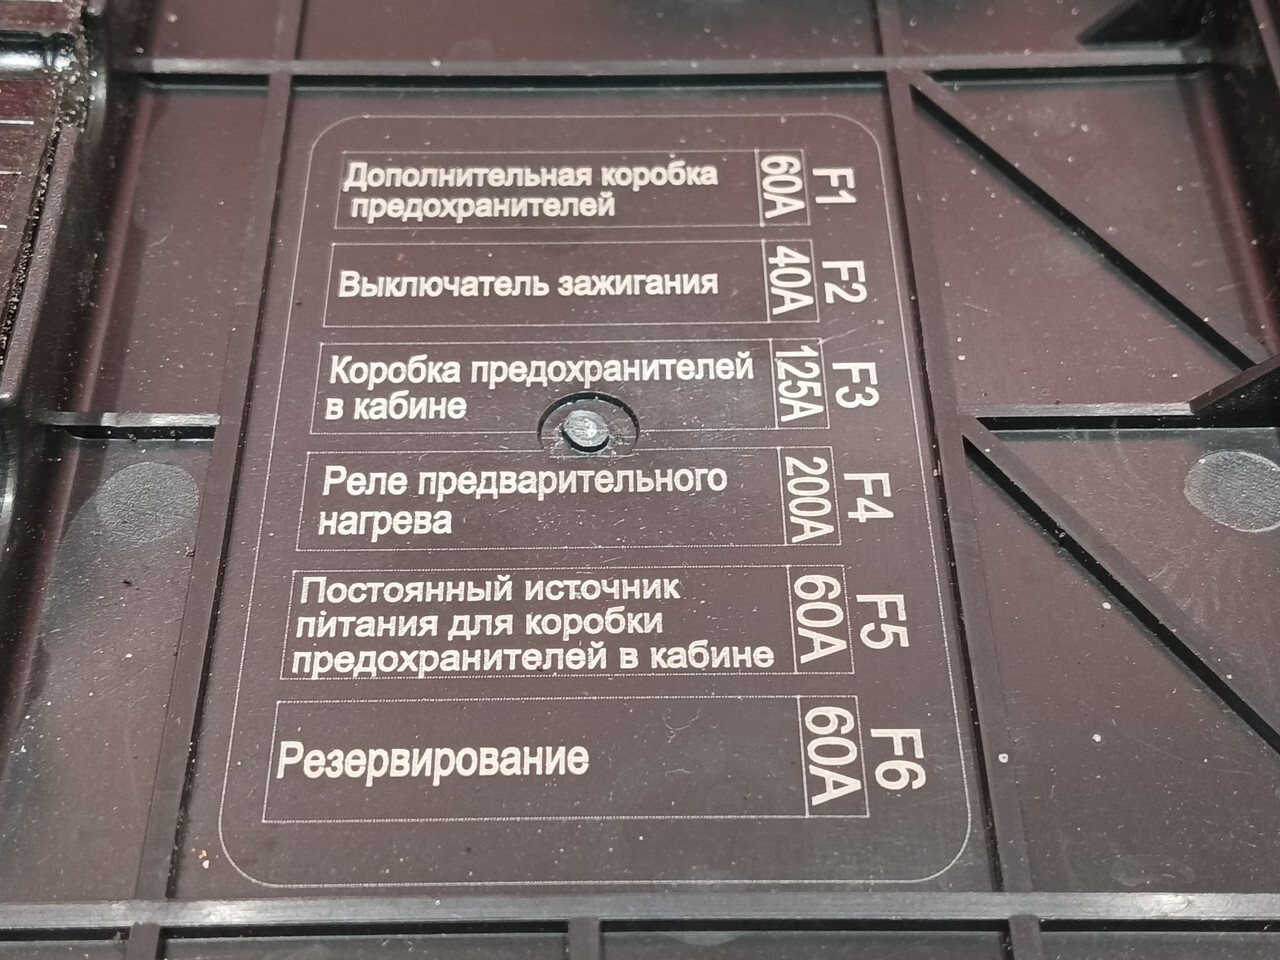 Дополнительная коробка
предохранителей
60A
F1
Выключатель зажигания
40A
F2
Коробка предохранителей
в кабине
125A
F3
Реле предварительного
нагрева
200A
F4
Постоянный источник
питания для коробки
предохранителей в кабине
60A
F5
Резервирование
60A
F6